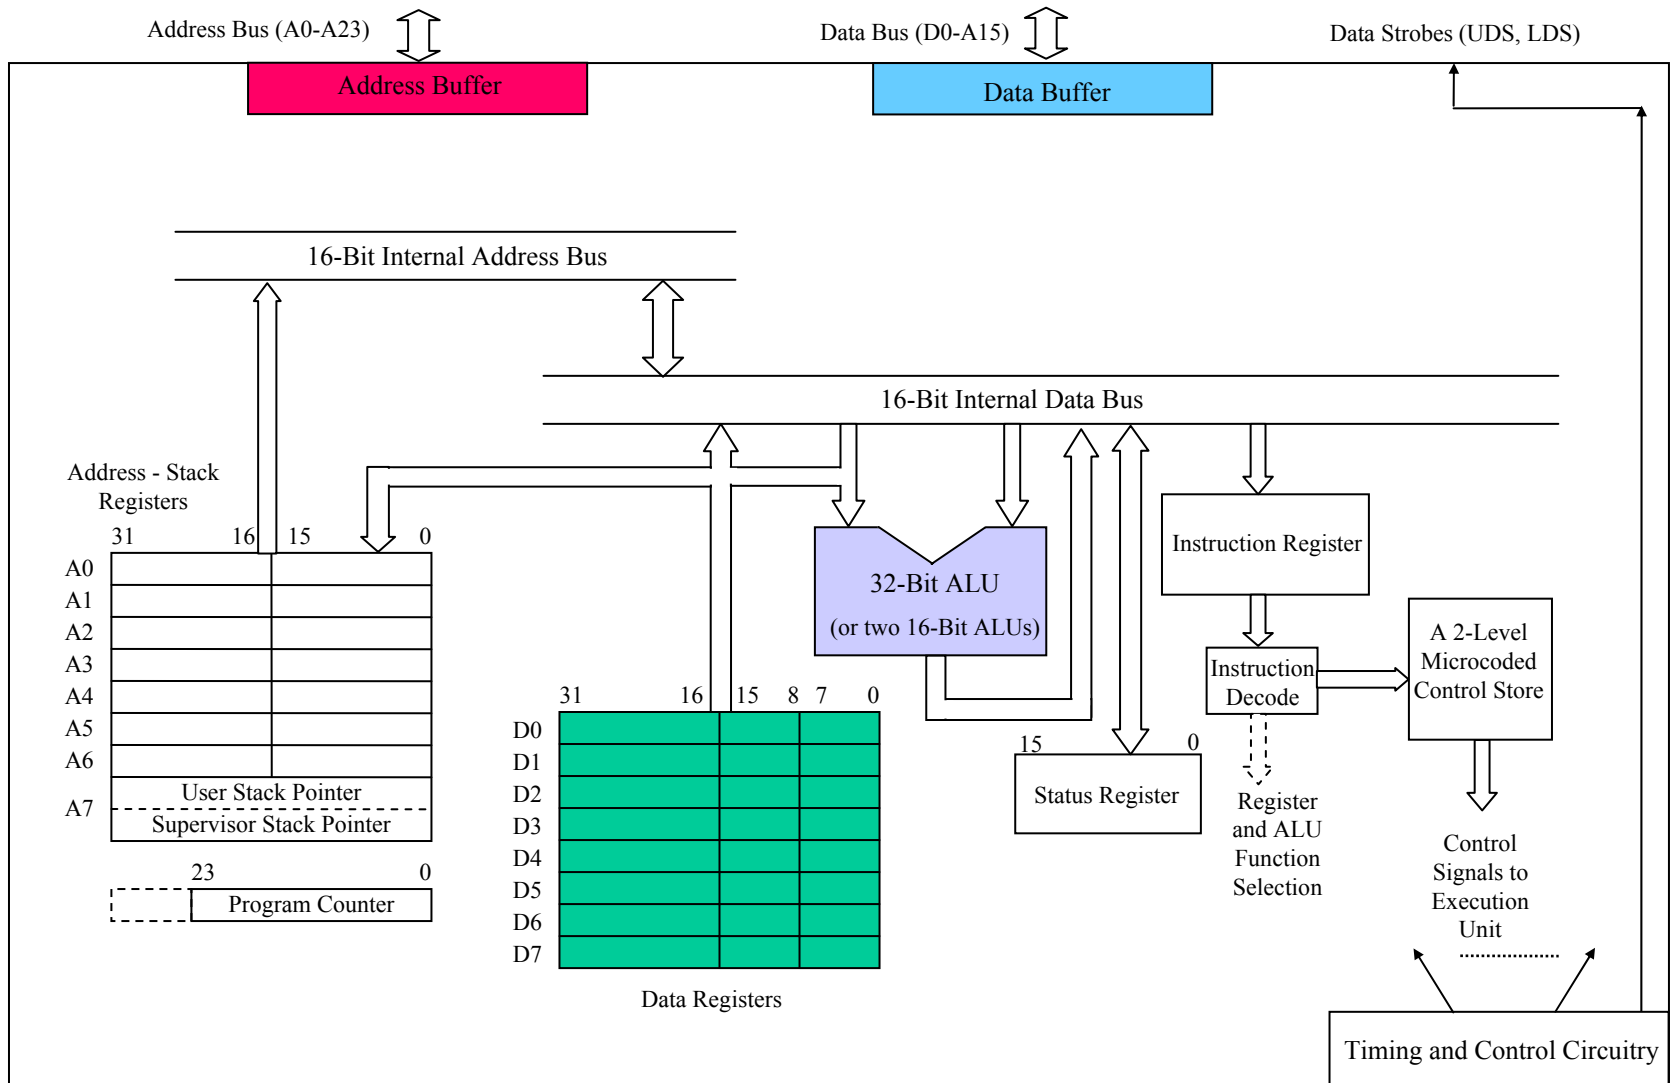 Address Bus (A0-A23)
Data Bus (D0-A15)
Data Strobes (UDS, LDS)
Address Buffer
Data Buffer
16-Bit Internal Address Bus
16-Bit Internal Data Bus
Address - Stack
Registers
31 16 15 0
A0
A1
A2
A3
A4
A5
A6
A7
User Stack Pointer
Supervisor Stack Pointer
23 0
Program Counter
31 16 15 8 7 0
D0
D1
D2
D3
D4
D5
D6
D7
Data Registers
32-Bit ALU
(or two 16-Bit ALUs)
15 0
Status Register
Instruction Register
Instruction
Decode
Register
and ALU
Function
Selection
A 2-Level
Microcoded
Control Store
Control
Signals to
Execution
Unit
Timing and Control Circuitry